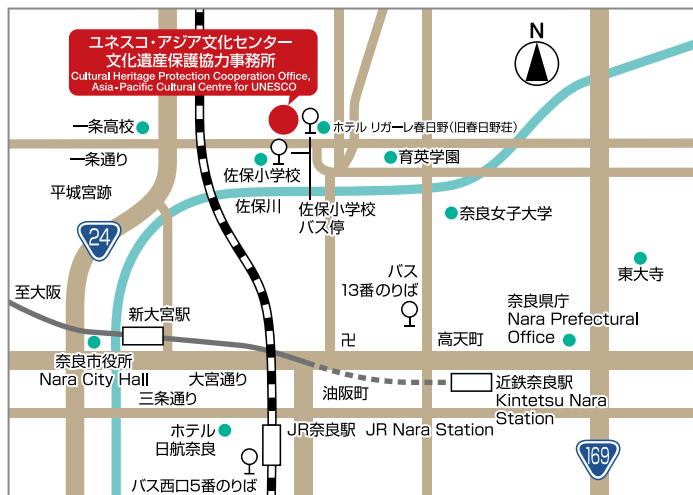 ユネスコ・アジア文化センター
文化遺産保護協力事務所
Cultural Heritage Protection Cooperation Office,
Asia-Pacific Cultural Centre for UNESCO
N
一条高校
ホテル リガーレ春日野(旧春日野荘)
一条通り
佐保小学校
育英学園
平城宮跡
佐保川
佐保小学校
バス停
奈良女子大学
24
バス
13番のりば
東大寺
至大阪
新大宮駅
奈良県庁
Nara Prefectural
Office
卍
高天町
奈良市役所
Nara City Hall
大宮通り
三条通り
油阪町
近鉄奈良駅
Kintetsu Nara
Station
ホテル
日航奈良
JR奈良駅 JR Nara Station
バス西口5番のりば
169